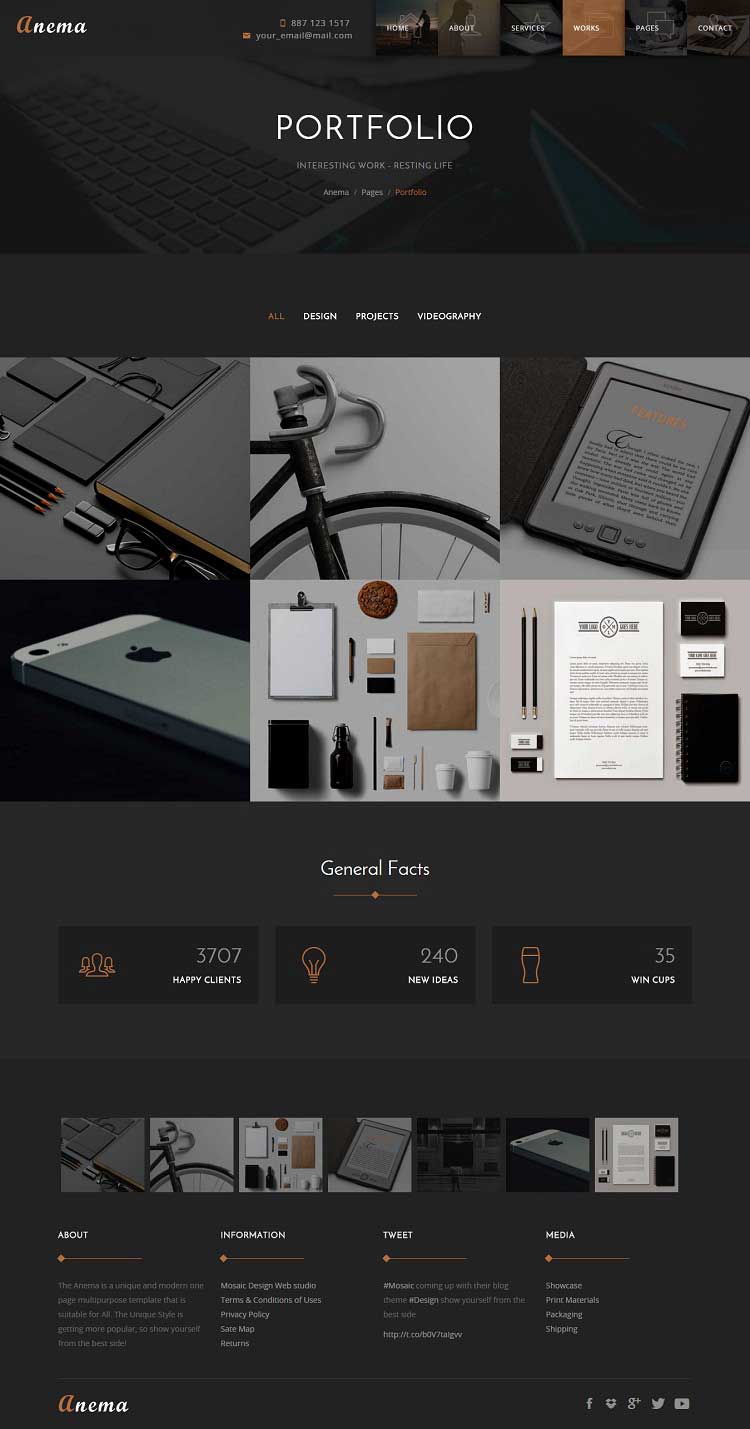 Anema
887 123 1517
your_email@mail.com
HOME
ABOUT
SERVICES
WORKS
PAGES
CONTACT
PORTFOLIO
INTERESTING WORK - RESTING LIFE
Anema / Pages / Portfolio
ALL DESIGN PROJECTS VIDEOGRAPHY
FEATURES
YOUR LOGO GOES HERE
General Facts
3707
HAPPY CLIENTS
240
NEW IDEAS
35
WIN CUPS
ABOUT
The Anema is a unique and modern one
page multipurpose template that is
suitable for All. The Unique Style is
getting more popular, so show yourself
from the best side!
INFORMATION
Mosaic Design Web studio
Terms & Conditions of Uses
Privacy Policy
Sate Map
Returns
TWEET
#Mosaic coming up with their blog
theme #Design show yourself from the
best side
http://t.co/b0V7taIgvv
MEDIA
Showcase
Print Materials
Packaging
Shipping
Anema